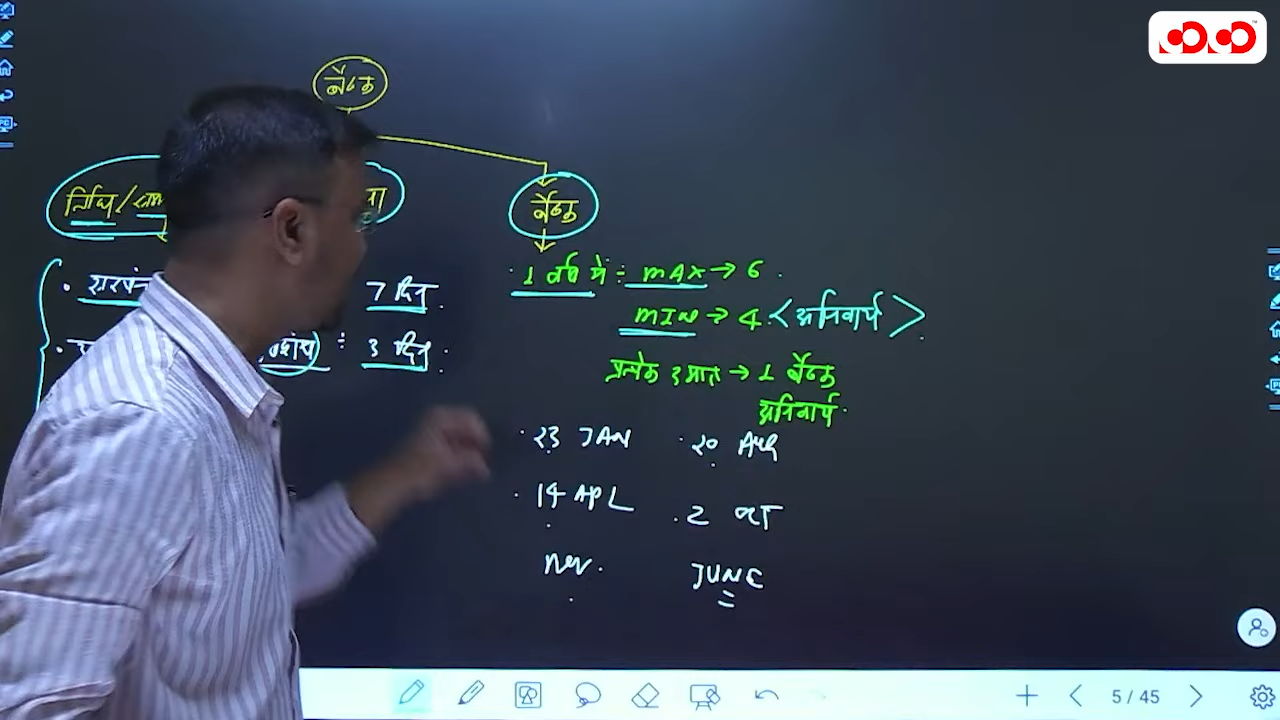 बैठक
तिथि/
बैठक
1 वर्ष में ÷ MAX → 6
7 दिन
MIN → 4 <अनिवार्य>
÷ 3 दिन
प्रत्येक 3 मास → 1 बैठक
अनिवार्य
23 JAN 20 AUG
14 APL 2 OCT
NOV. JUNE
5 / 45